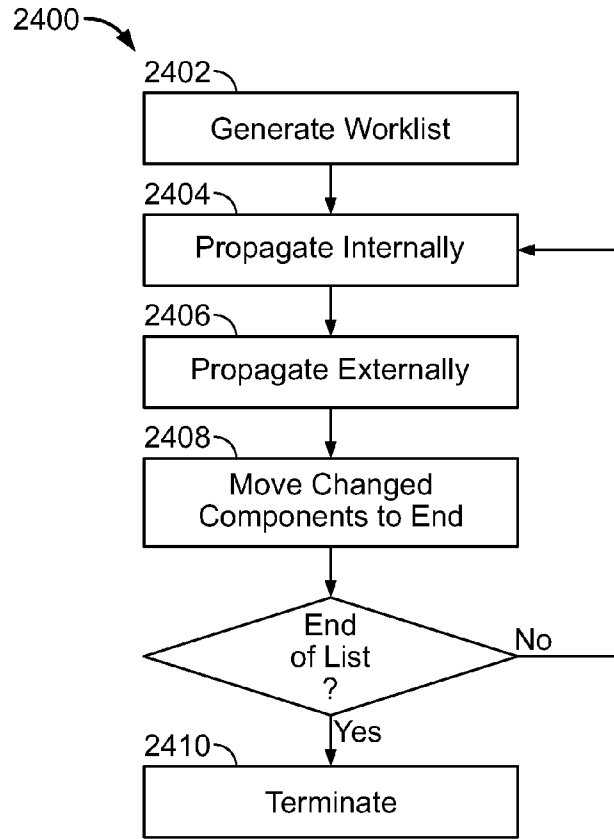 2400
2402
Generate Worklist
2404
Propagate Internally
2406
Propagate Externally
2408
Move Changed
Components to End
End
of List
?
No
Yes
2410
Terminate